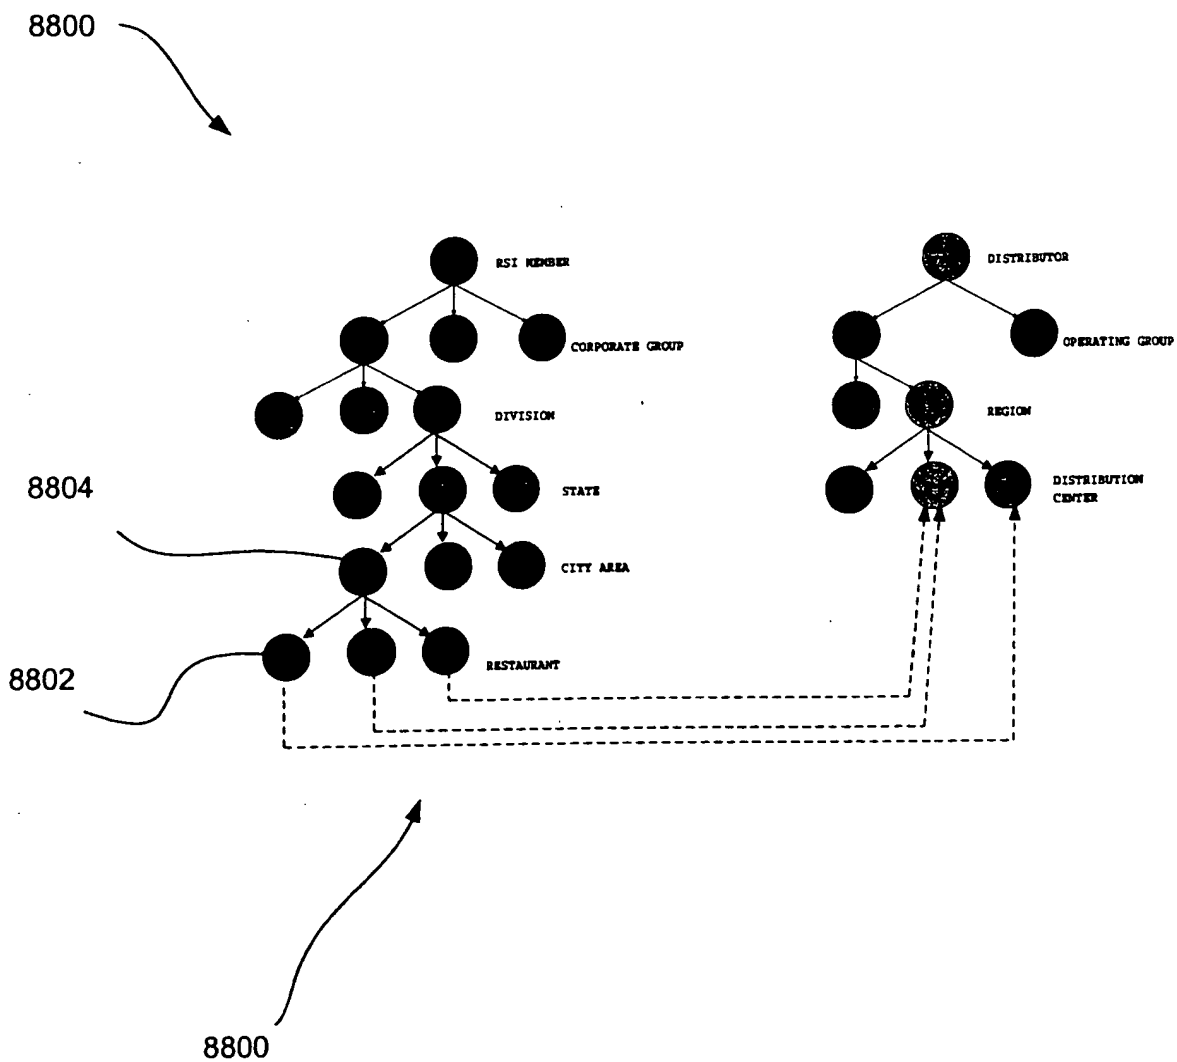 8800
RSI MEMBER
DISTRIBUTOR
CORPORATE GROUP
OPERATING GROUP
DIVISION
REGION
8804
STATE
DISTRIBUTION
CENTER
CITY AREA
8802
RESTAURANT
8800